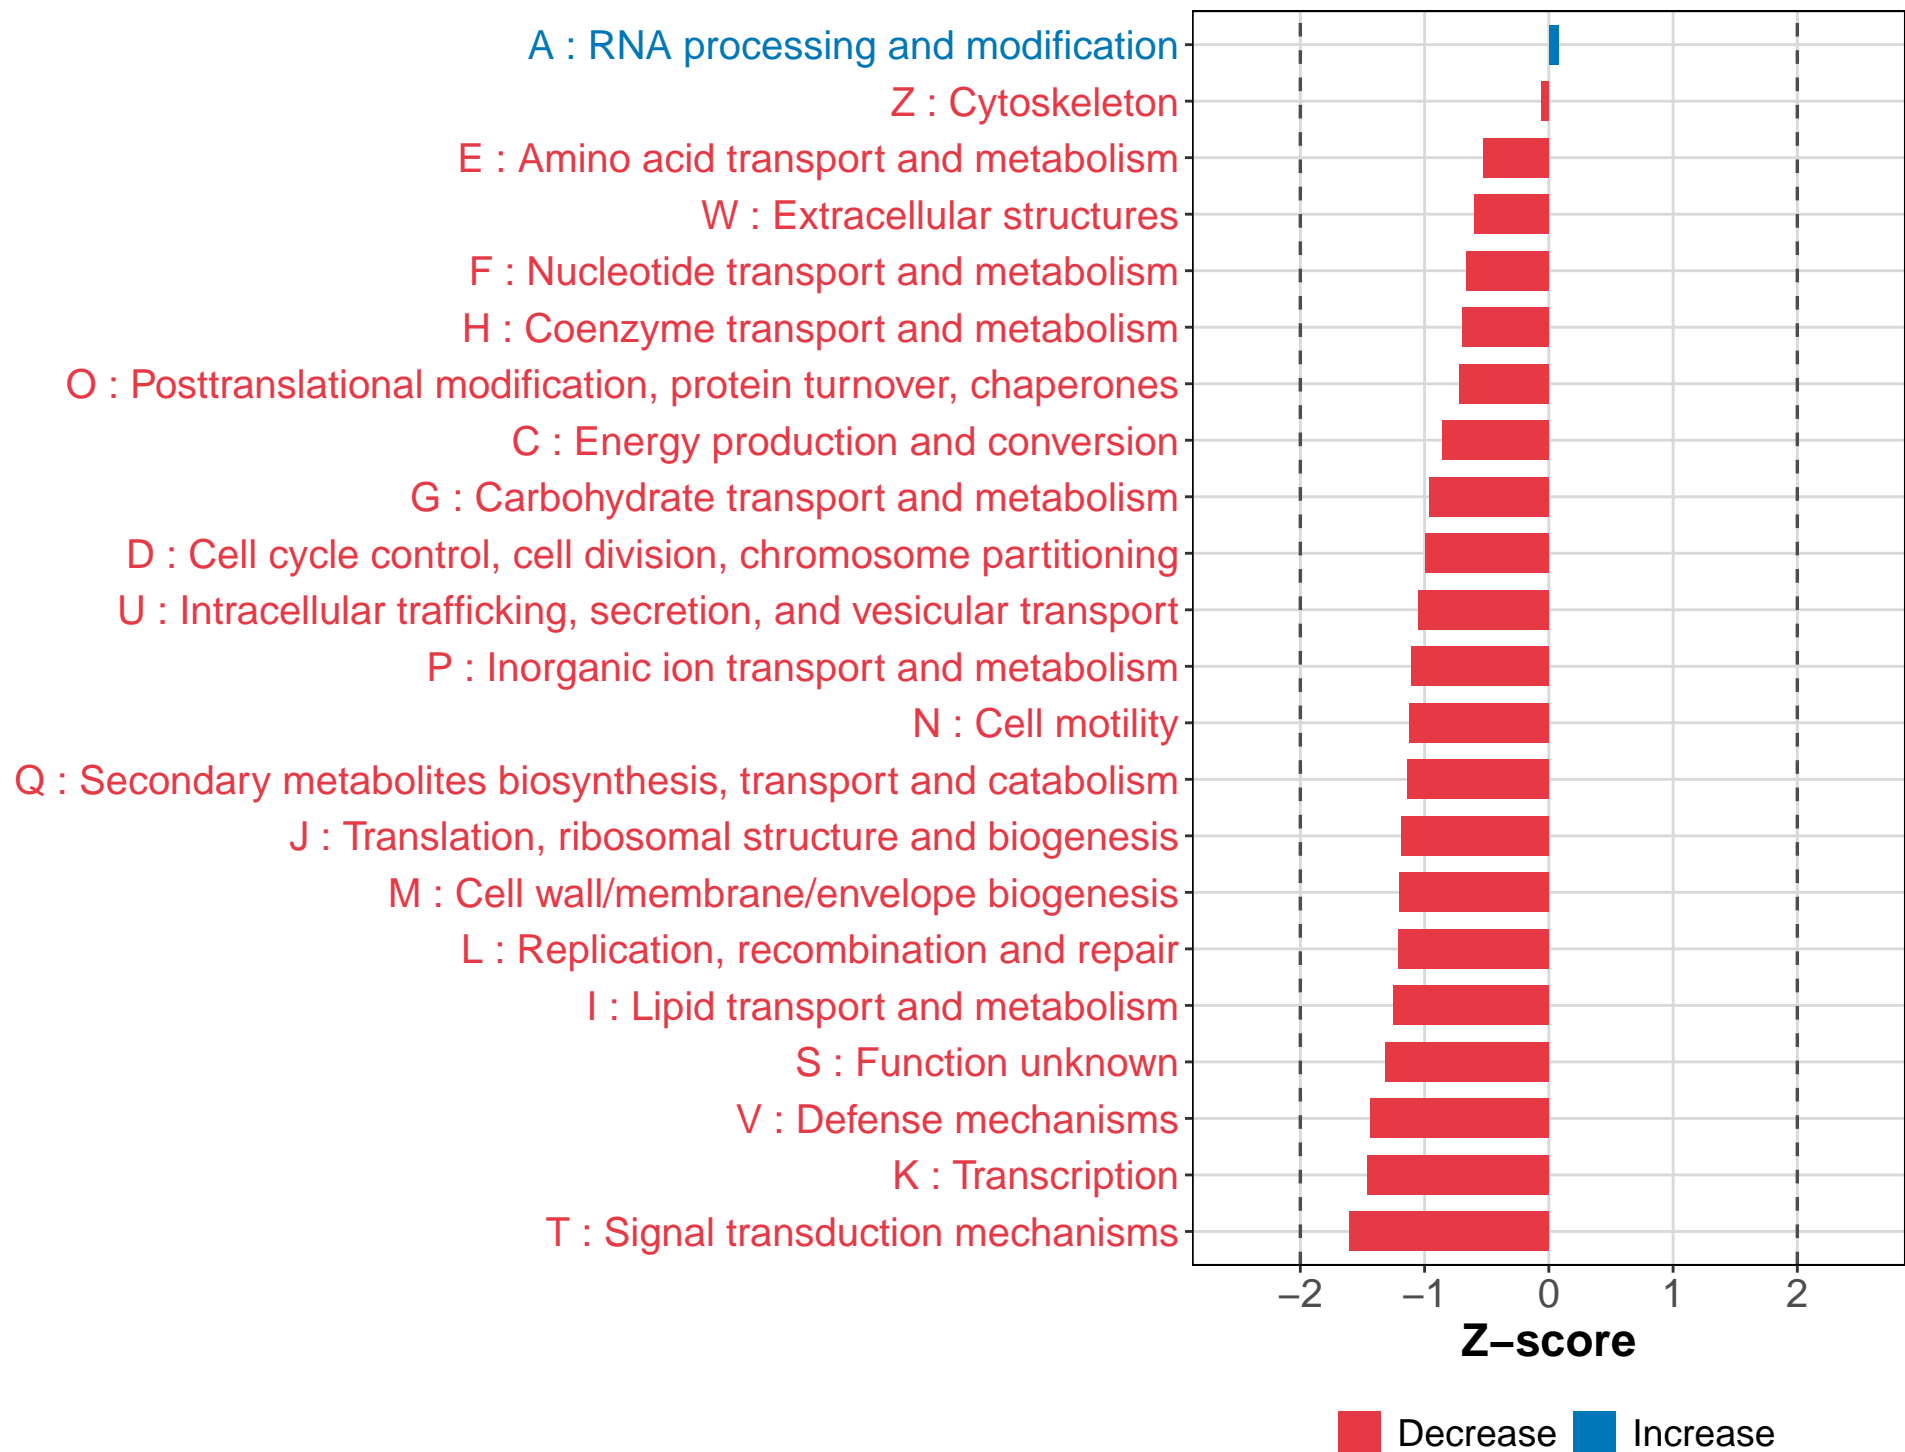 A : RNA processing and modification
Z : Cytoskeleton
E : Amino acid transport and metabolism
W : Extracellular structures
F : Nucleotide transport and metabolism
H : Coenzyme transport and metabolism
O : Posttranslational modification, protein turnover, chaperones
C : Energy production and conversion
G : Carbohydrate transport and metabolism
D : Cell cycle control, cell division, chromosome partitioning
U : Intracellular trafficking, secretion, and vesicular transport
P : Inorganic ion transport and metabolism
N : Cell motility
Q : Secondary metabolites biosynthesis, transport and catabolism
J : Translation, ribosomal structure and biogenesis
M : Cell wall/membrane/envelope biogenesis
L : Replication, recombination and repair
I : Lipid transport and metabolism
S : Function unknown
V : Defense mechanisms
K : Transcription
T : Signal transduction mechanisms
−2 −1 0 1 2
Z−score
Decrease Increase